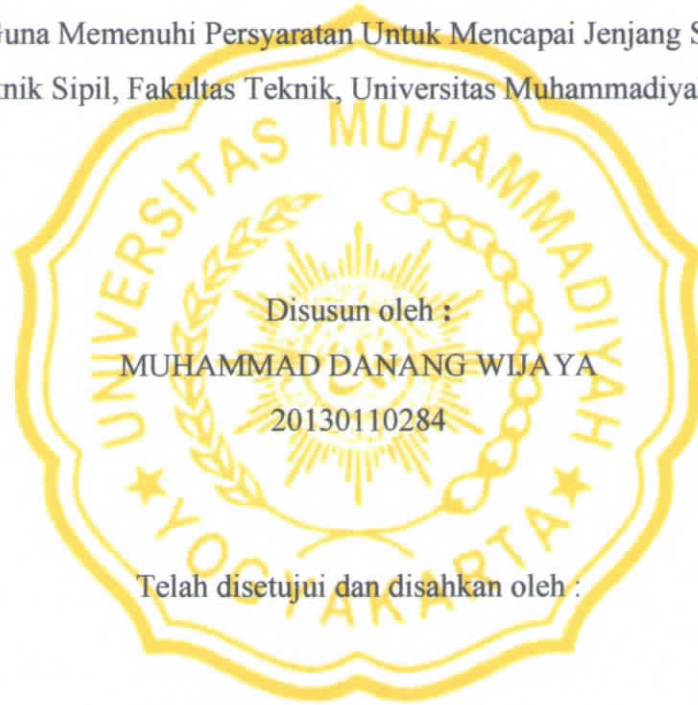 Guna Memenuhi Persyaratan Untuk Mencapai Jenjang S
nik Sipil, Fakultas Teknik, Universitas Muhammadiya
UNIVERSITAS MUHAMMADIYAH
Disusun oleh :
MUHAMMAD DANANG WIJAYA
20130110284
★ YOGYAKARTA ★
Telah disetujui dan disahkan oleh :